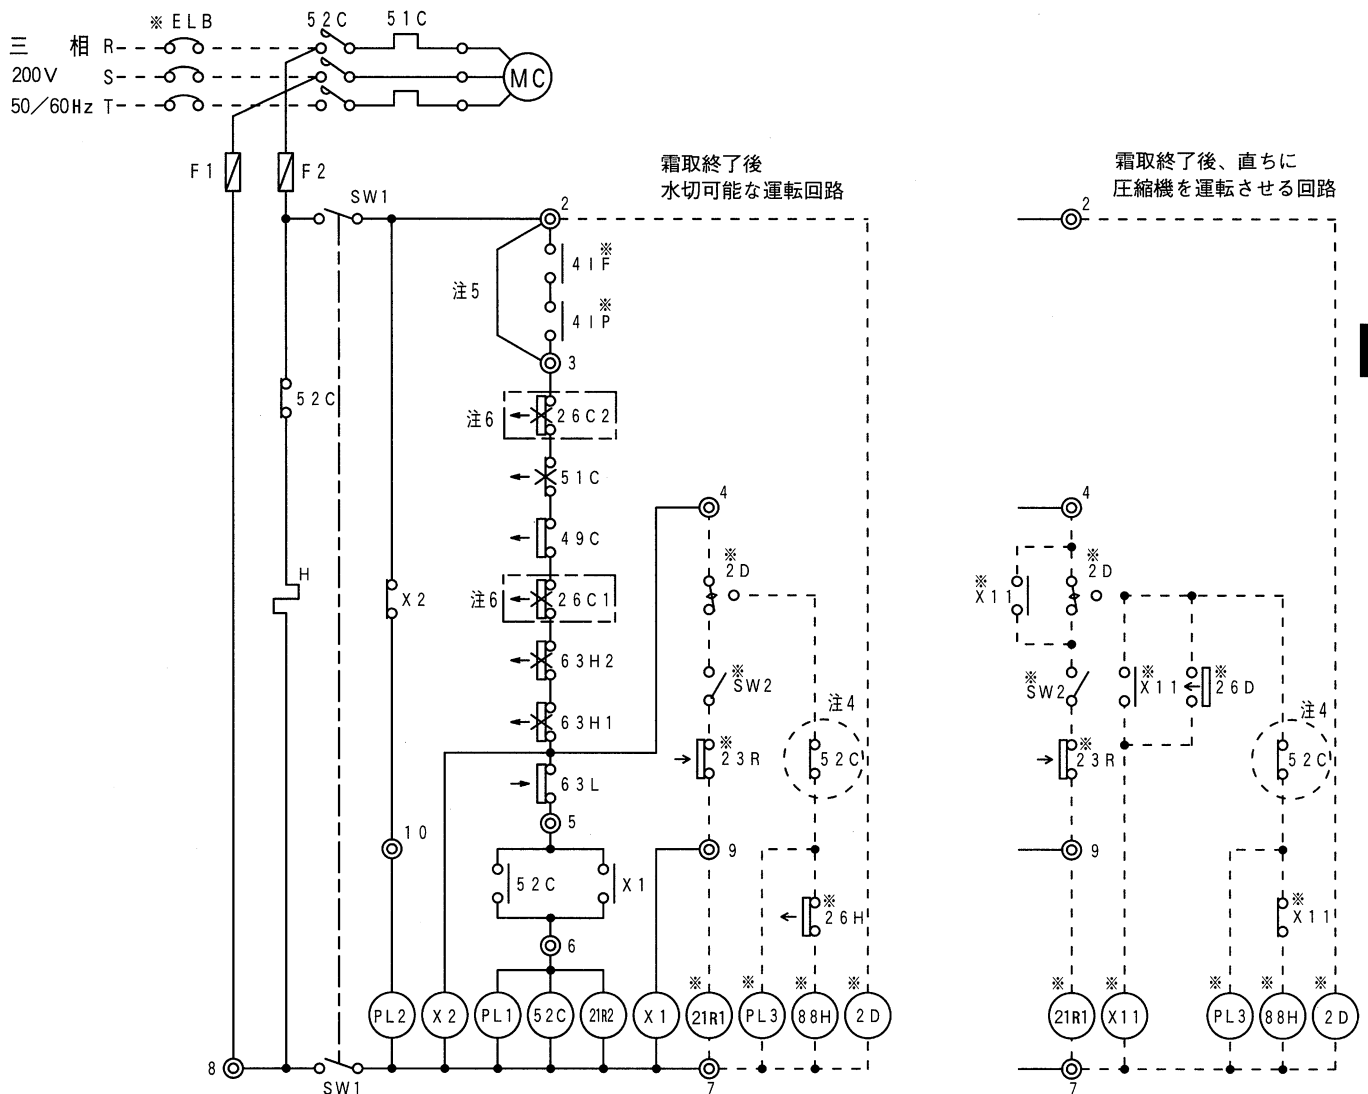 ※ELB
52C
51C
三 相 R
200V S
50/60Hz T
MC
F1
F2
SW1
霜取終了後
水切可能な運転回路
霜取終了後、直ちに
圧縮機を運転させる回路
2
2
4IF※
注5
4IP※
3
52C
注6
26C2
51C
4
4
49C
※2D
※2D
H
X2
注6
26C1
※X11
63H2
※SW2
※SW2
※X11
※26D
63H1
注4
注4
※23R
52C
※23R
52C
63L
5
10
9
9
52C
X1
※26H
※X11
6
PL2
X2
PL1
52C
21R2
X1
※21R1
※PL3
※88H
※2D
※21R1
※X11
※PL3
※88H
※2D
8
SW1
7
7